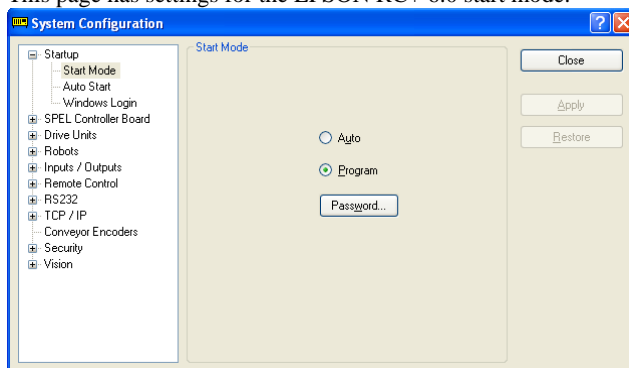 This page has settings for the EPSON RC+ 6.0 start mode.
System Configuration
Startup
Start Mode
Auto Start
Windows Login
SPEL Controller Board
Drive Units
Robots
Inputs / Outputs
Remote Control
RS232
TCP / IP
Conveyor Encoders
Security
Vision
Start Mode
Auto
Program
Password...
Close
Apply
Restore